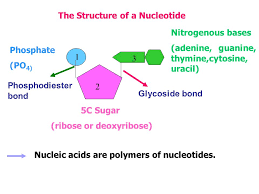 The Structure of a Nucleotide
Nitrogenous bases
(adenine, guanine,
thymine,cytosine,
uracil)
Phosphate
(PO4)
1
3
Phosphodiester
bond
2
Glycoside bond
5C Sugar
(ribose or deoxyribose)
Nucleic acids are polymers of nucleotides.